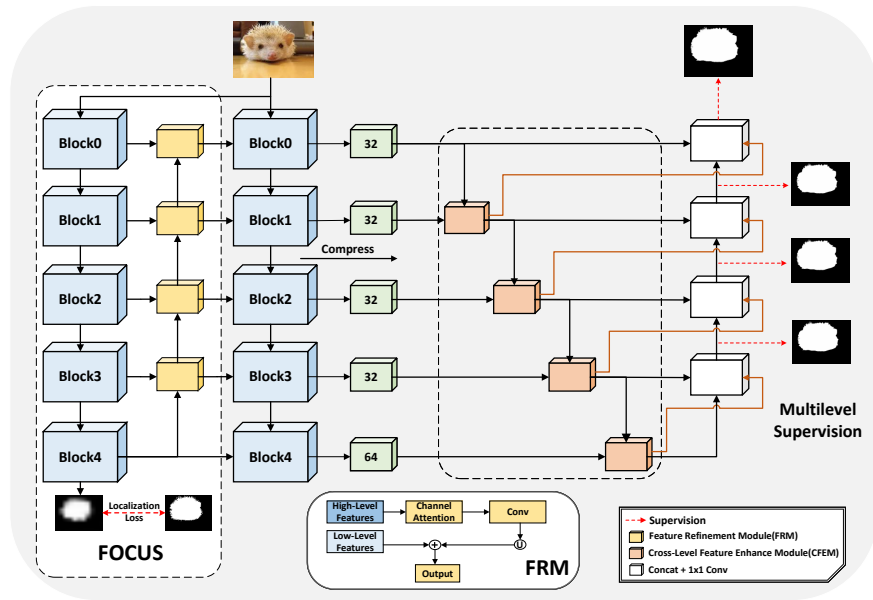 Block0
Block0
32
Block1
Block1
32
Compress
Block2
Block2
32
Block3
Block3
32
Multilevel
Supervision
Block4
Block4
64
Localization
Loss
FOCUS
High-Level
Features
Channel
Attention
Conv
Low-Level
Features
+
U
Output
FRM
Supervision
Feature Refinement Module(FRM)
Cross-Level Feature Enhance Module(CFEM)
Concat + 1x1 Conv